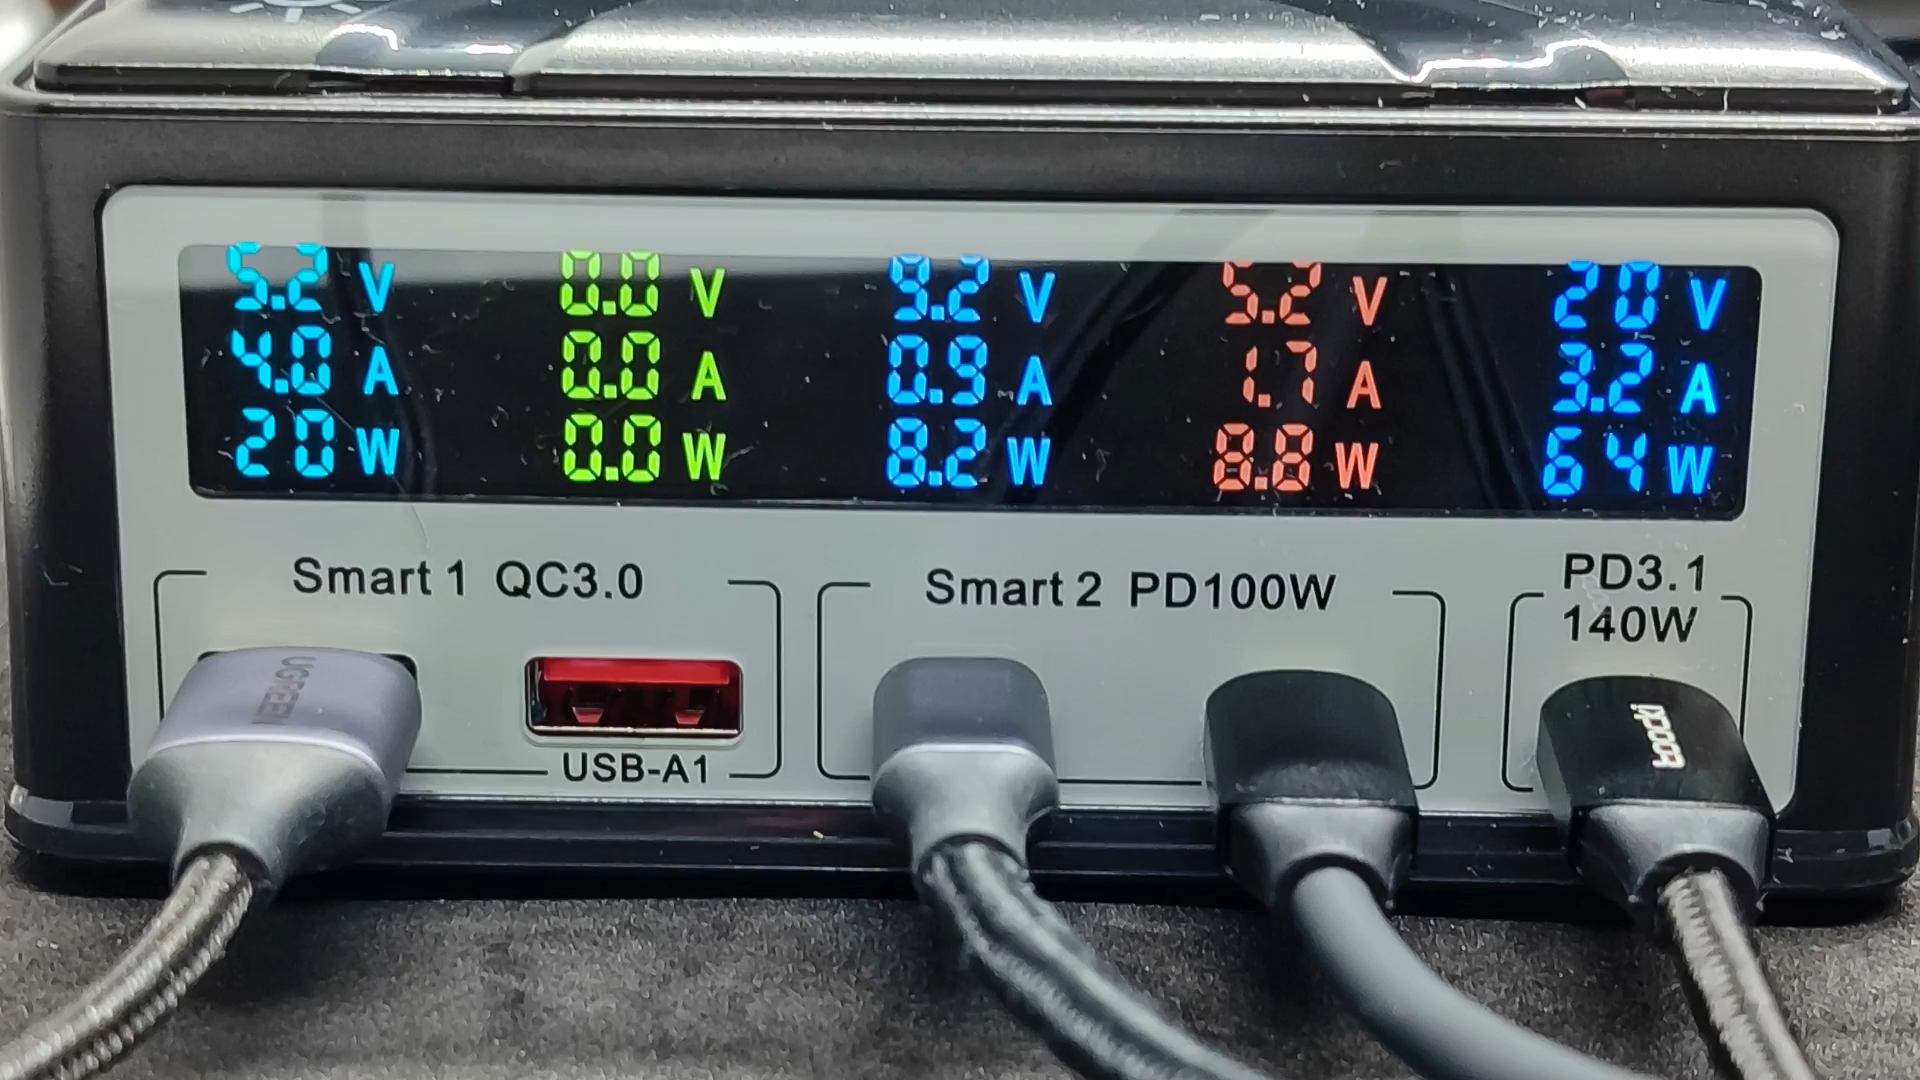 5.2 V 0.0 V 9.2 V 5.2 V 20 V
4.0 A 0.0 A 0.9 A 1.7 A 3.2 A
20 W 0.0 W 8.2 W 8.8 W 64 W
Smart 1 QC3.0
Smart 2 PD100W
PD3.1
140W
UGREEN
USB-A1